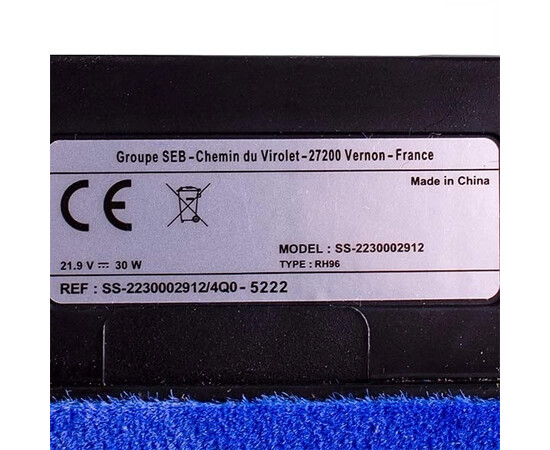 Groupe SEB - Chemin du Virolet - 27200 Vernon - France
Made in China
CE
MODEL : SS-2230002912
21.9 V ⎓ 30 W
TYPE : RH96
REF : SS-2230002912/4Q0 - 5222